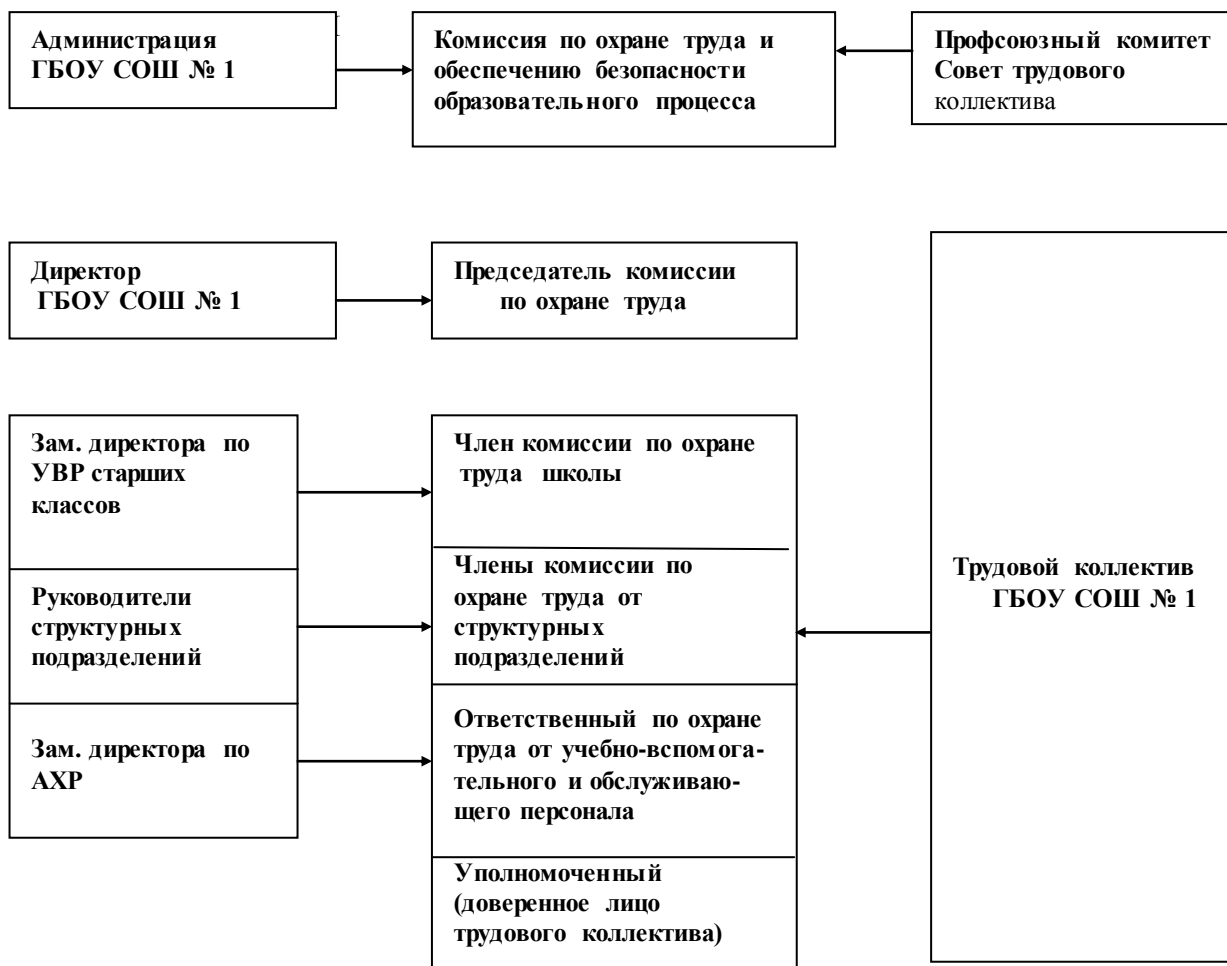 Администрация
ГБОУ СОШ № 1
Комиссия по охране труда и
обеспечению безопасности
образовательного процесса
Профсоюзный комитет
Совет трудового
коллектива
Директор
ГБОУ СОШ № 1
Председатель комиссии
по охране труда
Зам. директора по
УВР старших
классов
Член комиссии по охране
труда школы
Руководители
структурных
подразделений
Члены комиссии по
охране труда от
структурных
подразделений
Зам. директора по
АХР
Ответственный по охране
труда от учебно-вспомога-
тельного и обслуживаю-
щего персонала
Уполномоченный
(доверенное лицо
трудового коллектива)
Трудовой коллектив
ГБОУ СОШ № 1